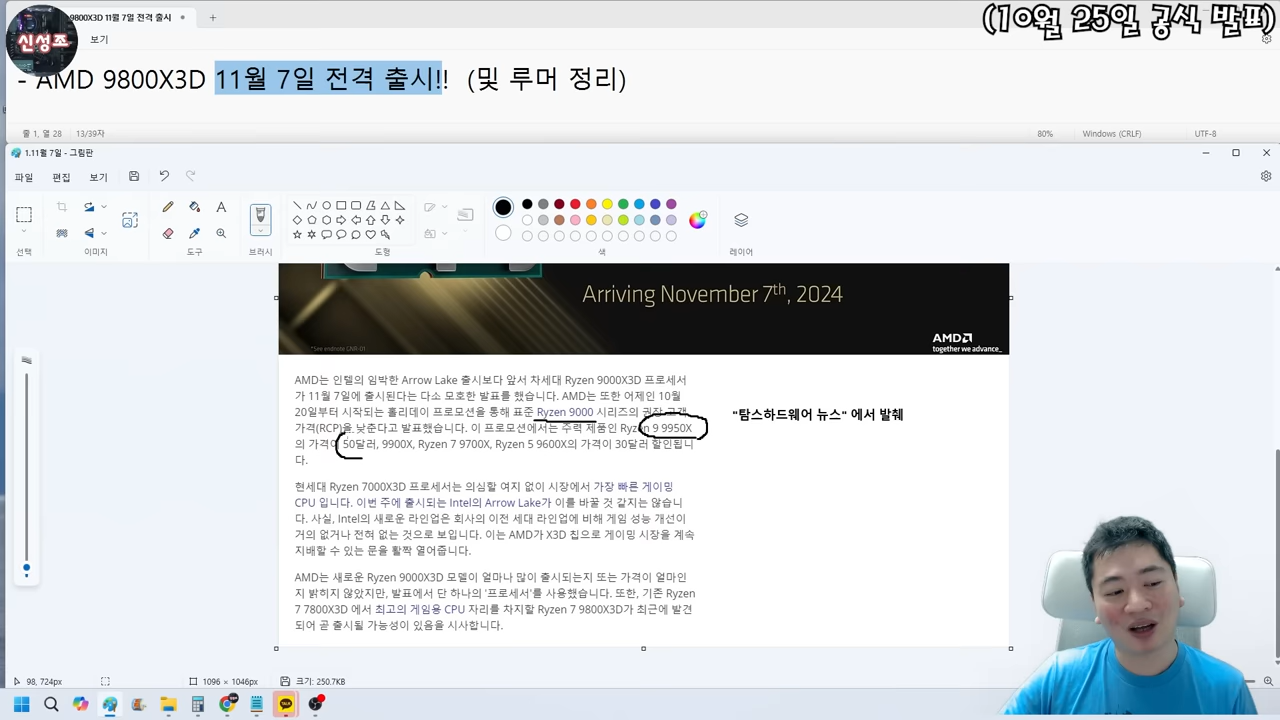 9800X3D 11월 7일 전격 출시
(10월 25일 공식 발표)
신성조
보기
- AMD 9800X3D 11월 7일 전격 출시!! (및 루머 정리)
줄 1, 열 28
13/39자
80%
Windows (CRLF)
UTF-8
1.11월 7일 - 그림판
파일 편집 보기
선택 이미지 도구 브러시 도형 색 레이어
Arriving November 7th, 2024
*See endnote GNR-01
AMD
together we advance_
AMD는 인텔의 임박한 Arrow Lake 출시보다 앞서 차세대 Ryzen 9000X3D 프로세서
가 11월 7일에 출시된다는 다소 모호한 발표를 했습니다. AMD는 또한 어제인 10월
20일부터 시작되는 홀리데이 프로모션을 통해 표준 Ryzen 9000 시리즈의 권장 고객
가격(RCP)을 낮춘다고 발표했습니다. 이 프로모션에서는 주력 제품인 Ryzen 9 9950X
의 가격이 50달러, 9900X, Ryzen 7 9700X, Ryzen 5 9600X의 가격이 30달러 할인됩니
다.
"탐스하드웨어 뉴스" 에서 발췌
현세대 Ryzen 7000X3D 프로세서는 의심할 여지 없이 시장에서 가장 빠른 게이밍
CPU 입니다. 이번 주에 출시되는 Intel의 Arrow Lake가 이를 바꿀 것 같지는 않습니
다. 사실, Intel의 새로운 라인업은 회사의 이전 세대 라인업에 비해 게임 성능 개선이
거의 없거나 전혀 없는 것으로 보입니다. 이는 AMD가 X3D 칩으로 게이밍 시장을 계속
지배할 수 있는 문을 활짝 열어줍니다.
AMD는 새로운 Ryzen 9000X3D 모델이 얼마나 많이 출시되는지 또는 가격이 얼마인
지 밝히지 않았지만, 발표에서 단 하나의 '프로세서'를 사용했습니다. 또한, 기존 Ryzen
7 7800X3D 에서 최고의 게임용 CPU 자리를 차지할 Ryzen 7 9800X3D가 최근에 발견
되어 곧 출시될 가능성이 있음을 시사합니다.
98, 724px
1096 × 1046px
크기: 250.7KB
TALK